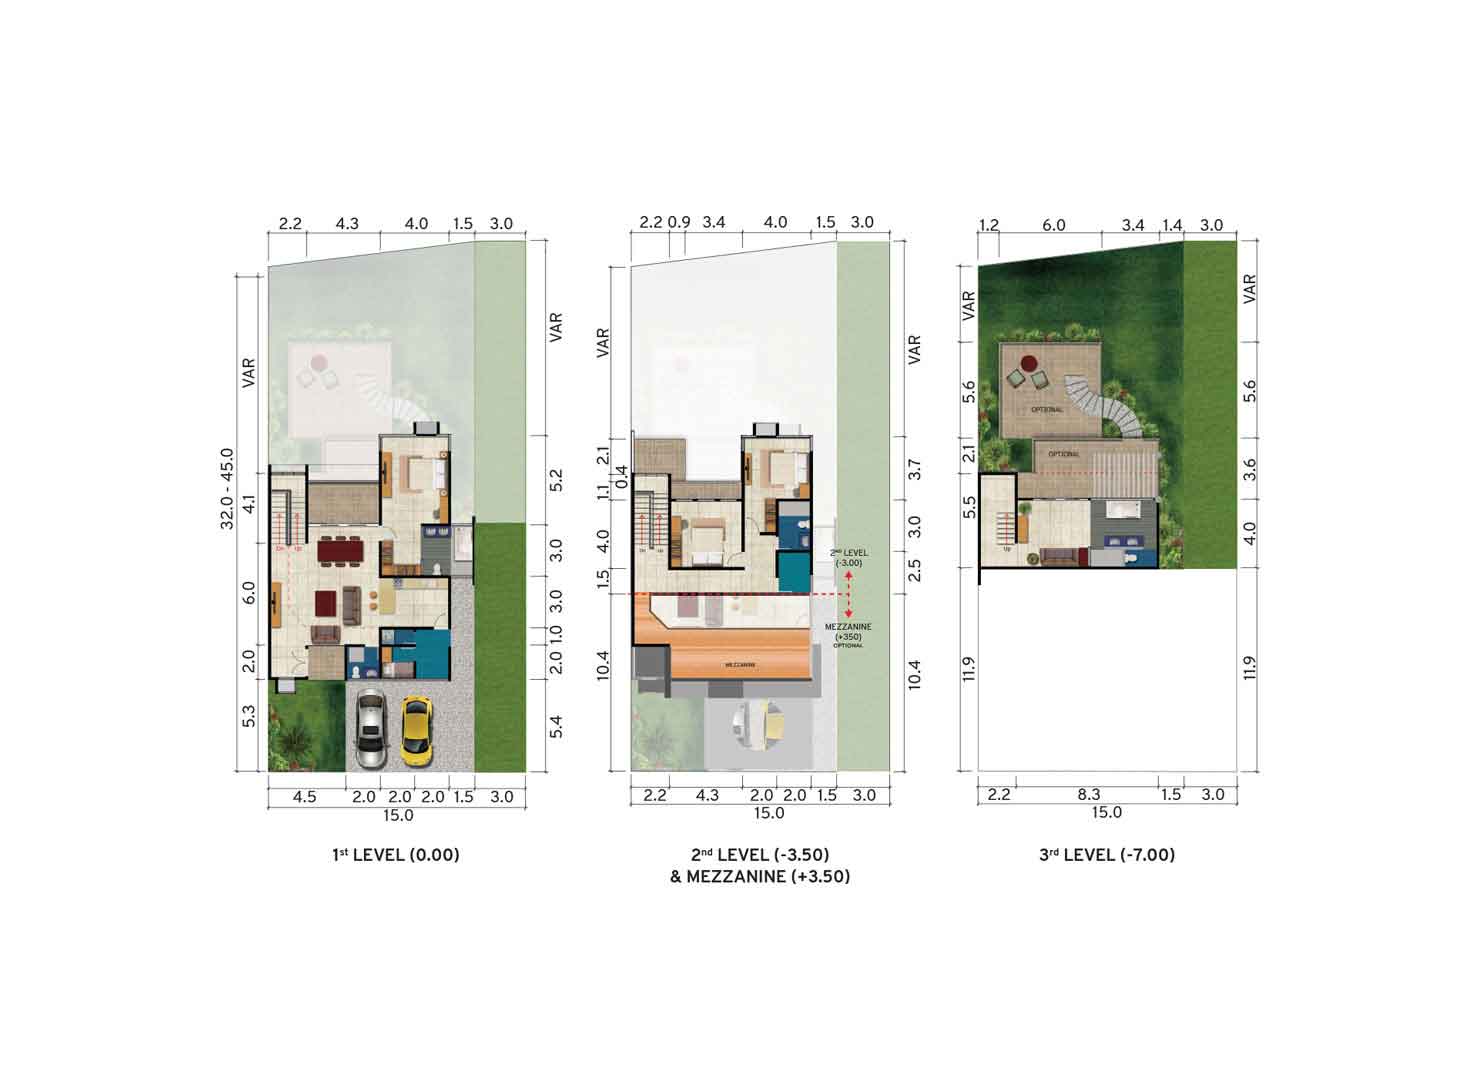 2.2 4.3 4.0 1.5 3.0
VAR
4.1
6.0
2.0
5.3
32.0 - 45.0
Up
VAR
5.2
3.0
3.0
1.0
2.0
5.4
4.5 2.0 2.0 2.0 1.5 3.0
15.0
1st LEVEL (0.00)
2.2 0.9 3.4 4.0 1.5 3.0
VAR
2.1
0.4
1.1
4.0
1.5
10.4
2ND LEVEL
(-3.00)
MEZZANINE
(+350)
OPTIONAL
MEZZANINE
VAR
3.7
3.0
2.5
10.4
2.2 4.3 2.0 2.0 1.5 3.0
15.0
2nd LEVEL (-3.50)
& MEZZANINE (+3.50)
1.2 6.0 3.4 1.4 3.0
VAR
5.6
2.1
5.5
11.9
OPTIONAL
OPTIONAL
Up
VAR
5.6
3.6
4.0
11.9
2.2 8.3 1.5 3.0
15.0
3rd LEVEL (-7.00)